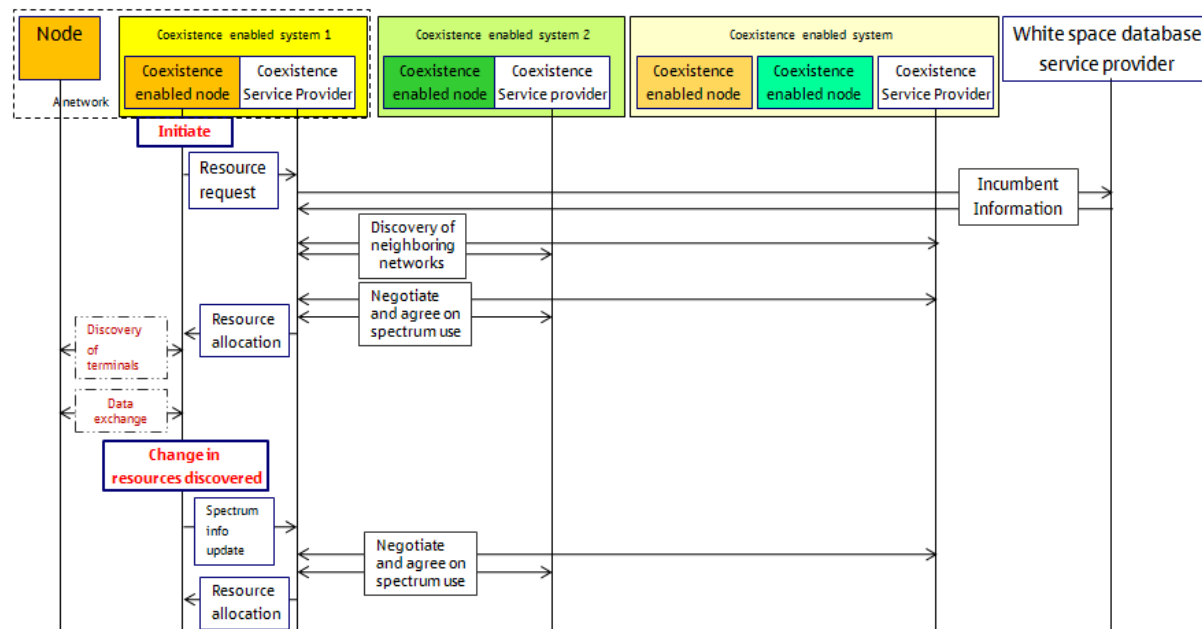 Node
A network
Coexistence enabled system 1
Coexistence
enabled node
Coexistence
Service Provider
Coexistence enabled system 2
Coexistence
enabled node
Coexistence
Service provider
Coexistence enabled system
Coexistence
enabled node
Coexistence
enabled node
Coexistence
Service Provider
White space database
service provider
Initiate
Resource
request
Incumbent
Information
Discovery of
neighboring
networks
Negotiate
and agree on
spectrum use
Resource
allocation
Discovery
of
terminals
Data
exchange
Change in
resources discovered
Spectrum
info
update
Negotiate
and agree on
spectrum use
Resource
allocation